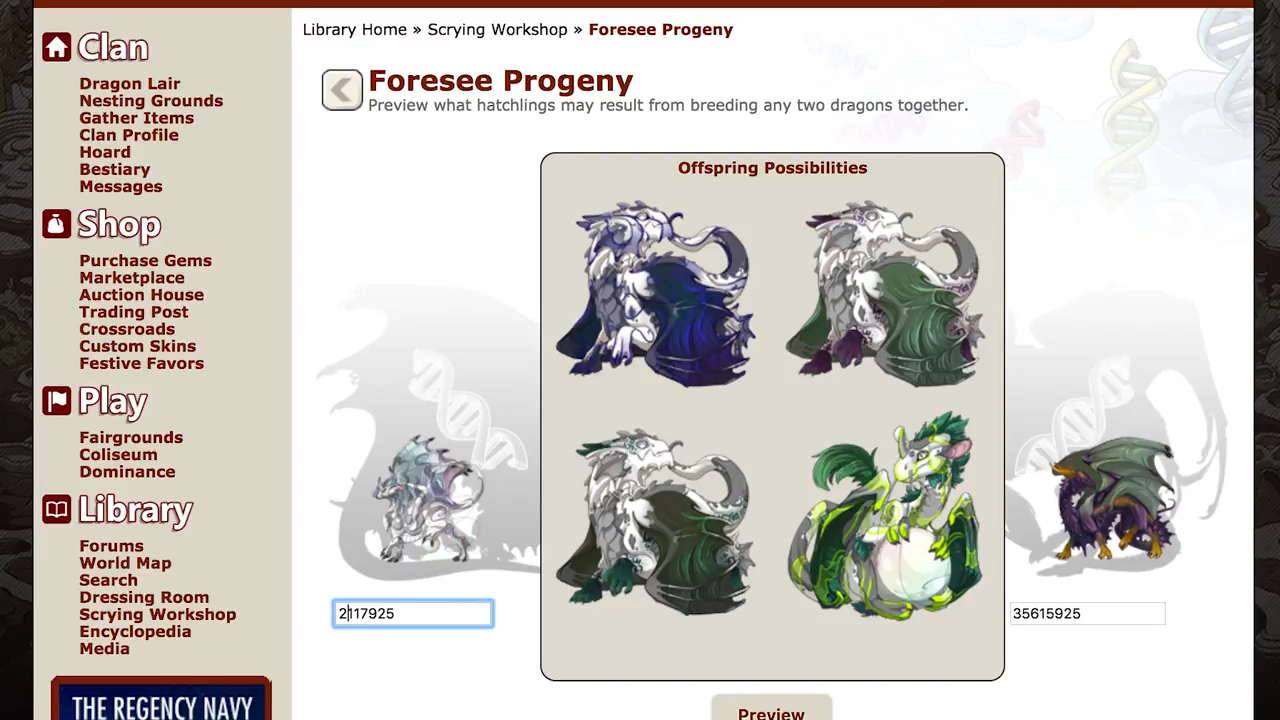 Clan
Dragon Lair
Nesting Grounds
Gather Items
Clan Profile
Hoard
Bestiary
Messages
Shop
Purchase Gems
Marketplace
Auction House
Trading Post
Crossroads
Custom Skins
Festive Favors
Play
Fairgrounds
Coliseum
Dominance
Library
Forums
World Map
Search
Dressing Room
Scrying Workshop
Encyclopedia
Media
THE REGENCY NAVY
Library Home » Scrying Workshop » Foresee Progeny
Foresee Progeny
Preview what hatchlings may result from breeding any two dragons together.
Offspring Possibilities
2117925
35615925
Preview